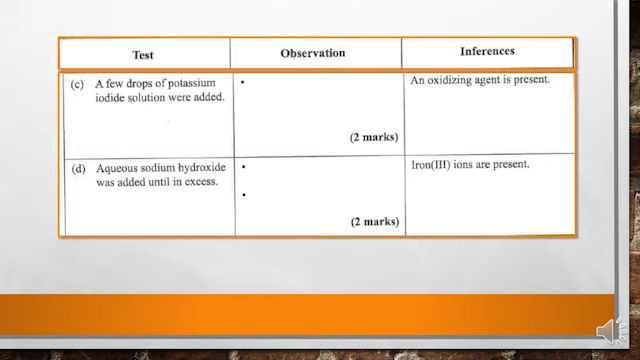 Test Observation Inferences
(c) A few drops of potassium An oxidizing agent is present.
iodide solution were added.
(2 marks)
(d) Aqueous sodium hydroxide Iron(III) ions are present.
was added until in excess.
(2 marks)